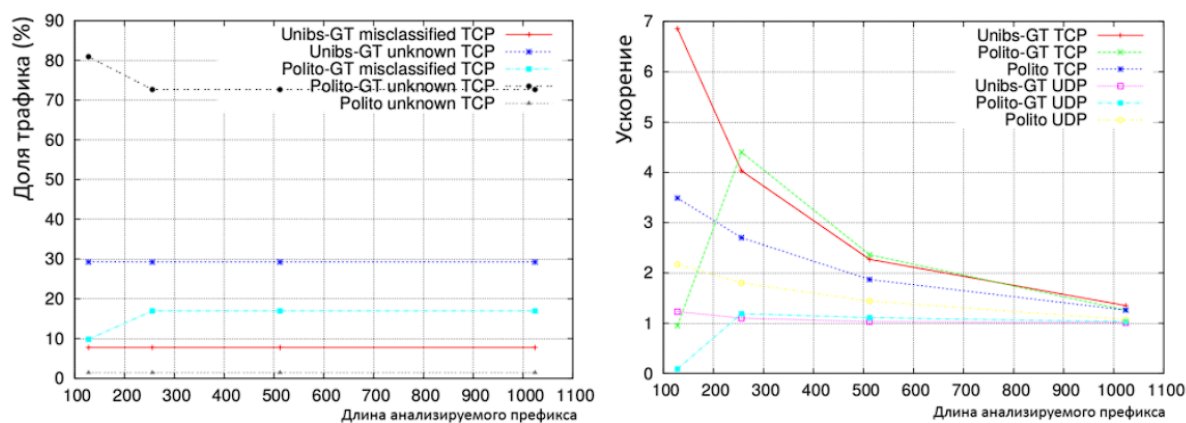 Доля трафика (%)
90
80
70
60
50
40
30
20
10
0
Unibs-GT misclassified TCP
Unibs-GT unknown TCP
Polito-GT misclassified TCP
Polito-GT unknown TCP
Polito unknown TCP
100 200 300 400 500 600 700 800 900 1000 1100
Длина анализируемого префикса
Ускорение
7
6
5
4
3
2
1
0
Unibs-GT TCP
Polito-GT TCP
Polito TCP
Unibs-GT UDP
Polito-GT UDP
Polito UDP
100 200 300 400 500 600 700 800 900 1000 1100
Длина анализируемого префикса